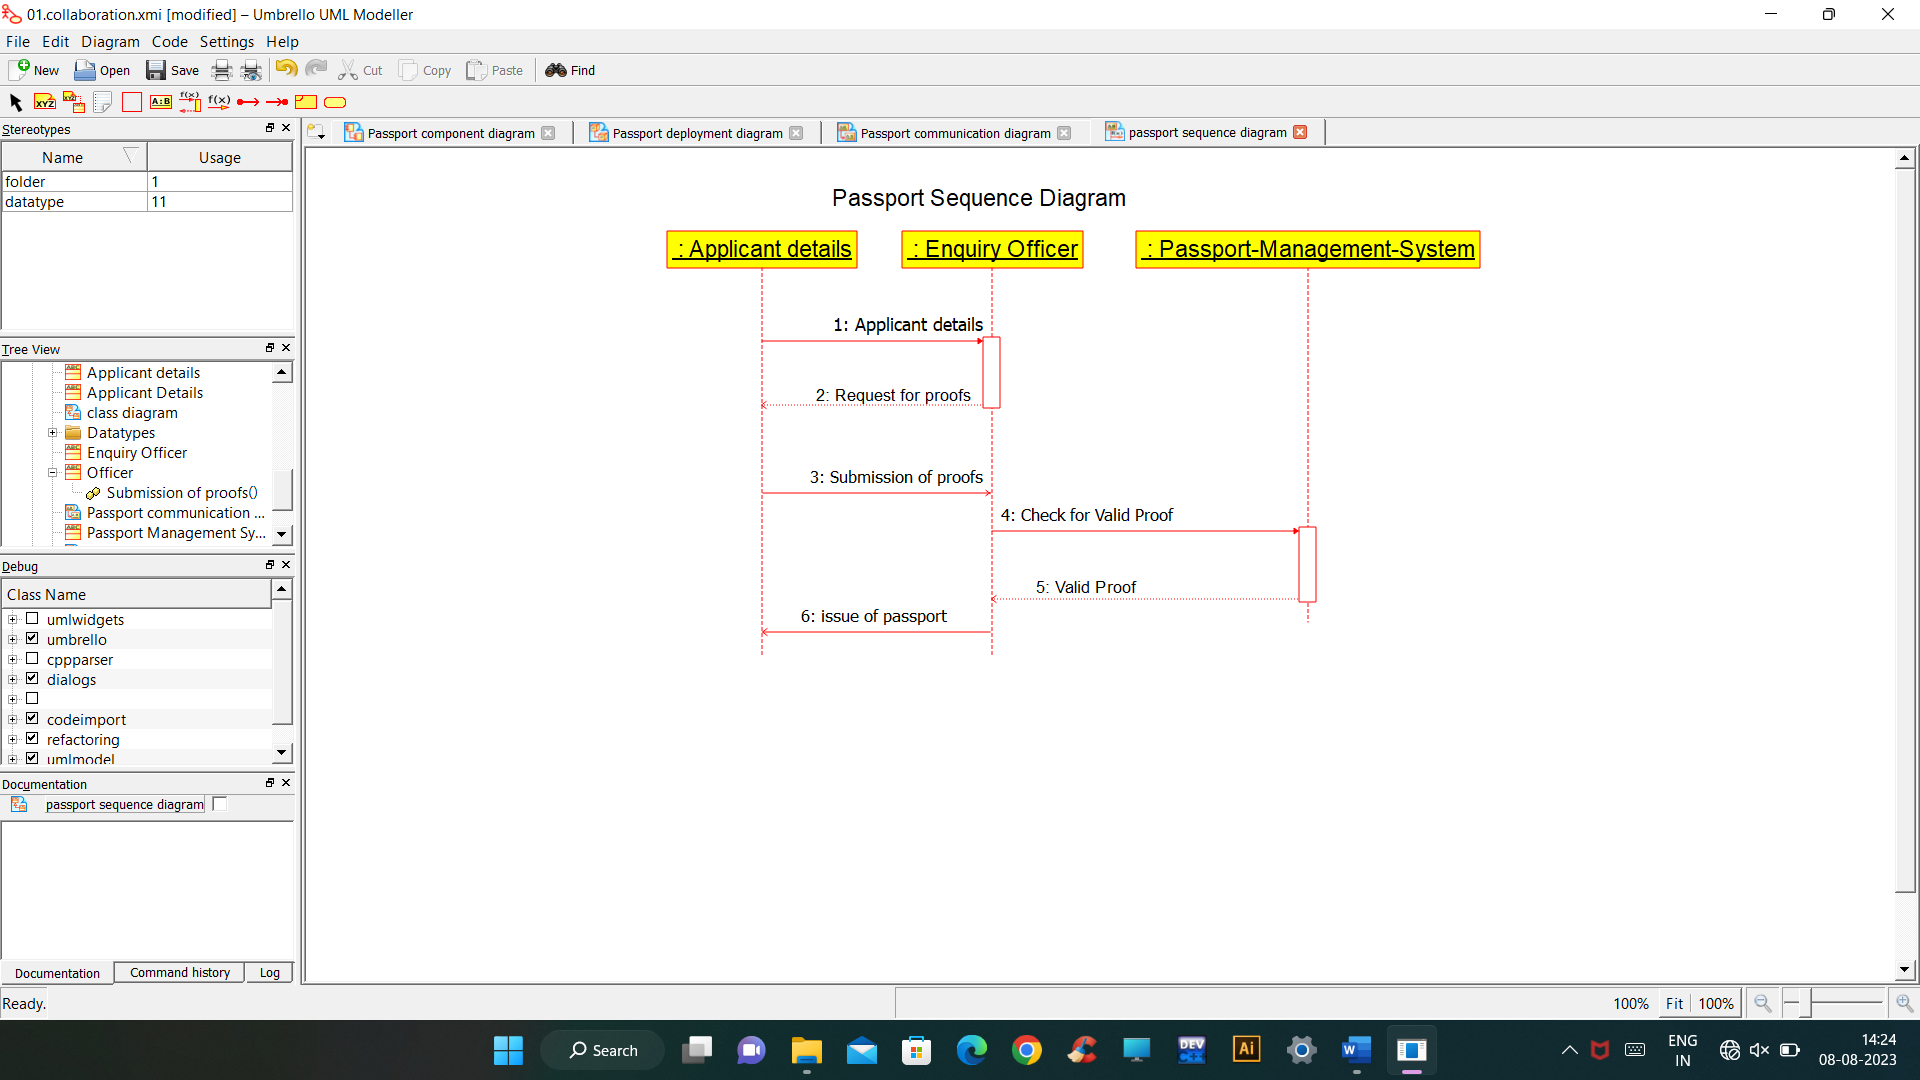 01.collaboration.xmi [modified] – Umbrello UML Modeller
File Edit Diagram Code Settings Help
New Open Save Cut Copy Paste Find
XYZ XYZ A:B f(x) f(x)
Stereotypes
Name Usage
folder 1
datatype 11
Tree View
Applicant details
Applicant Details
class diagram
Datatypes
Enquiry Officer
Officer
Submission of proofs()
Passport communication ...
Passport Management Sy...
Debug
Class Name
umlwidgets
umbrello
cppparser
dialogs
codeimport
refactoring
umlmodel
Documentation
passport sequence diagram
Documentation Command history Log
Passport component diagram Passport deployment diagram Passport communication diagram passport sequence diagram
Passport Sequence Diagram
: Applicant details : Enquiry Officer : Passport-Management-System
1: Applicant details
2: Request for proofs
3: Submission of proofs
4: Check for Valid Proof
5: Valid Proof
6: issue of passport
Ready.
100% Fit 100%
Search
DEV C++
Ai
W
ENG
IN
14:24
08-08-2023